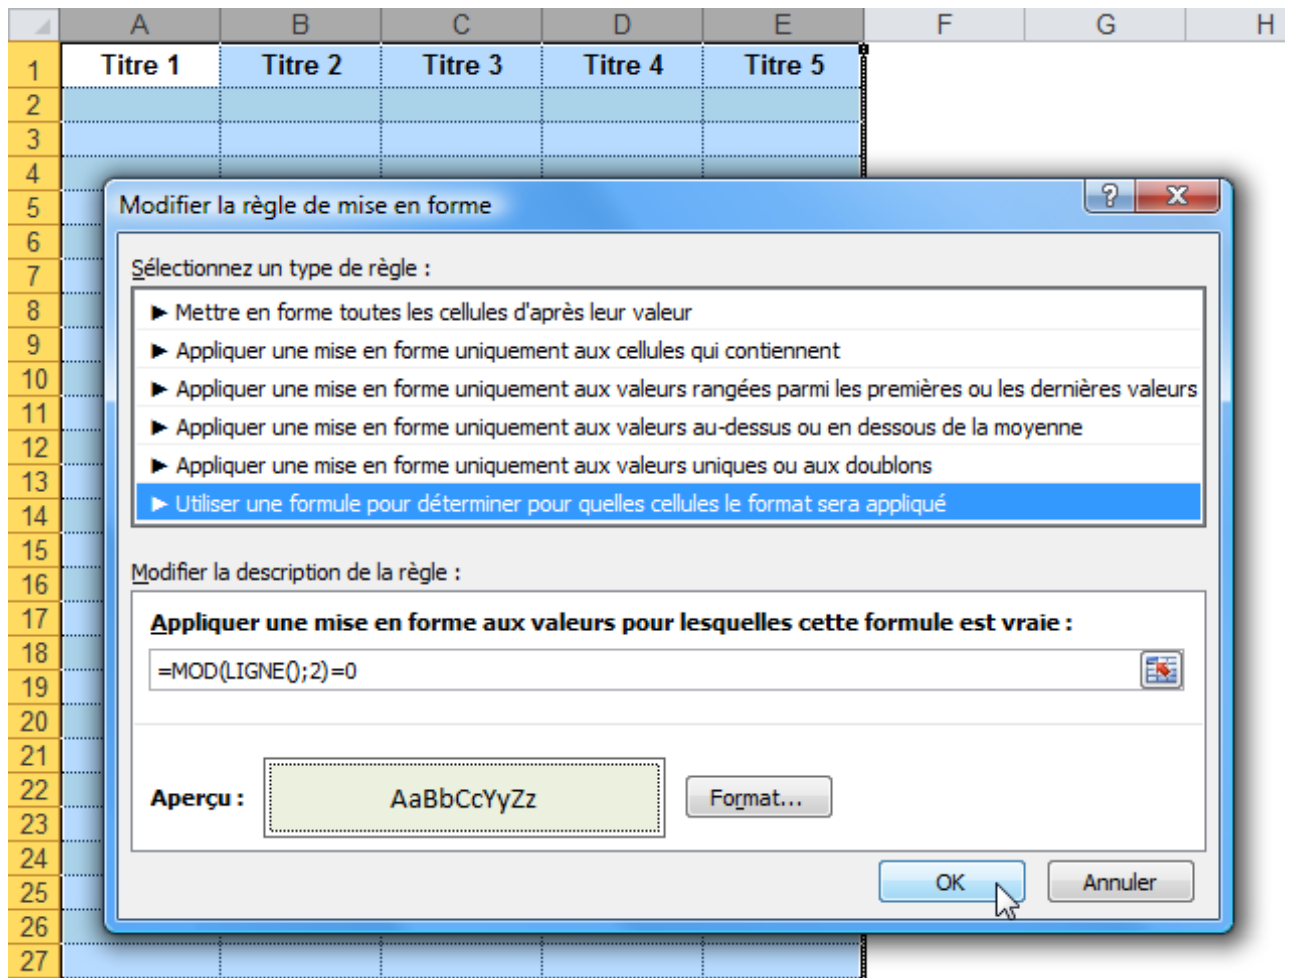 A B C D E F G H
1 Titre 1 Titre 2 Titre 3 Titre 4 Titre 5
2
3
4
5
6
7
8
9
10
11
12
13
14
15
16
17
18
19
20
21
22
23
24
25
26
27
Modifier la règle de mise en forme
?
Sélectionnez un type de règle :
► Mettre en forme toutes les cellules d'après leur valeur
► Appliquer une mise en forme uniquement aux cellules qui contiennent
► Appliquer une mise en forme uniquement aux valeurs rangées parmi les premières ou les dernières valeurs
► Appliquer une mise en forme uniquement aux valeurs au-dessus ou en dessous de la moyenne
► Appliquer une mise en forme uniquement aux valeurs uniques ou aux doublons
► Utiliser une formule pour déterminer pour quelles cellules le format sera appliqué
Modifier la description de la règle :
Appliquer une mise en forme aux valeurs pour lesquelles cette formule est vraie :
=MOD(LIGNE();2)=0
Aperçu : AaBbCcYyZz Format...
OK Annuler